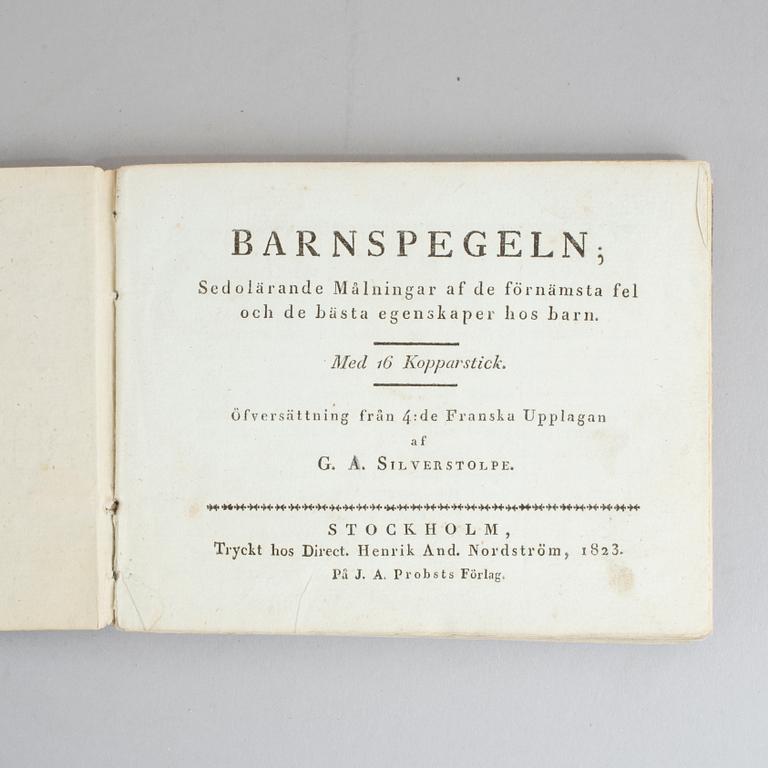 BARNSPEGELN;
Sedolärande Målningar af de förnämsta fel
och de bästa egenskaper hos barn.
Med 16 Kopparstick.
Öfversättning från 4:de Franska Upplagan
af
G. A. SILVERSTOLPE.
STOCKHOLM,
Tryckt hos Direct. Henrik And. Nordström, 1823.
På J. A. Probsts Förlag.